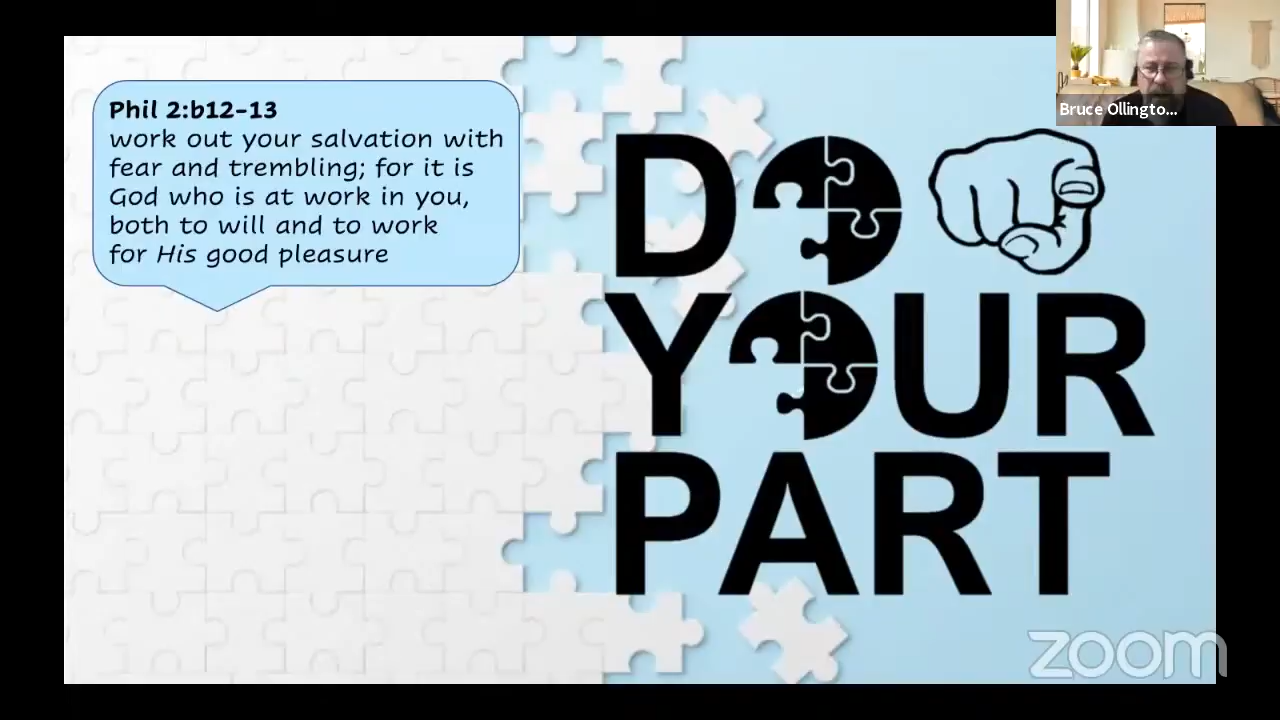 Phil 2:b12-13
work out your salvation with
fear and trembling; for it is
God who is at work in you,
both to will and to work
for His good pleasure
DO
YOUR
PART
Bruce Ollingto...
zoom